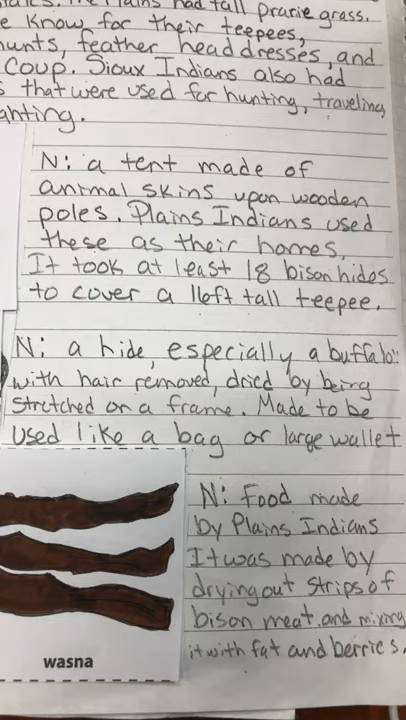 had tall prarie grass.
e Know for their teepees,
hunts, feather headdresses, and
Coup. Sioux Indians also had
s that were used for hunting, traveling
anting.
N: a tent made of
animal skins upon wooden
poles. Plains Indians used
these as their homes.
It took at least 18 bison hides
to cover a 11eft tall teepee.
N: a hide, especially a buffalo's
with hair removed, dried by being
stretched on a frame. Made to be
used like a bag or large wallet
N: Food made
by Plains Indians
It was made by
drying out strips of
bison meat and mixing
it with fat and berries.
wasna